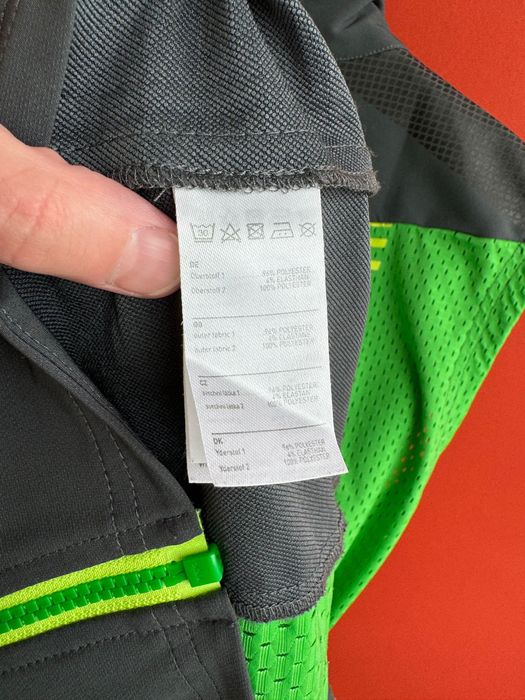 30
DE
Oberstoff 1 96% POLYESTER
4% ELASTHAN
Oberstoff 2 100% POLYESTER
GB
outer fabric 1 96% POLYESTER
4% ELASTANE
outer fabric 2 100% POLYESTER
CZ
svrchní látka 1 96% POLYESTER
4% ELASTAN
svrchní látka 2 100% POLYESTER
DK
Yderstof 1 96% POLYESTER
4% ELASTHAN
Yderstof 2 100% POLYESTER